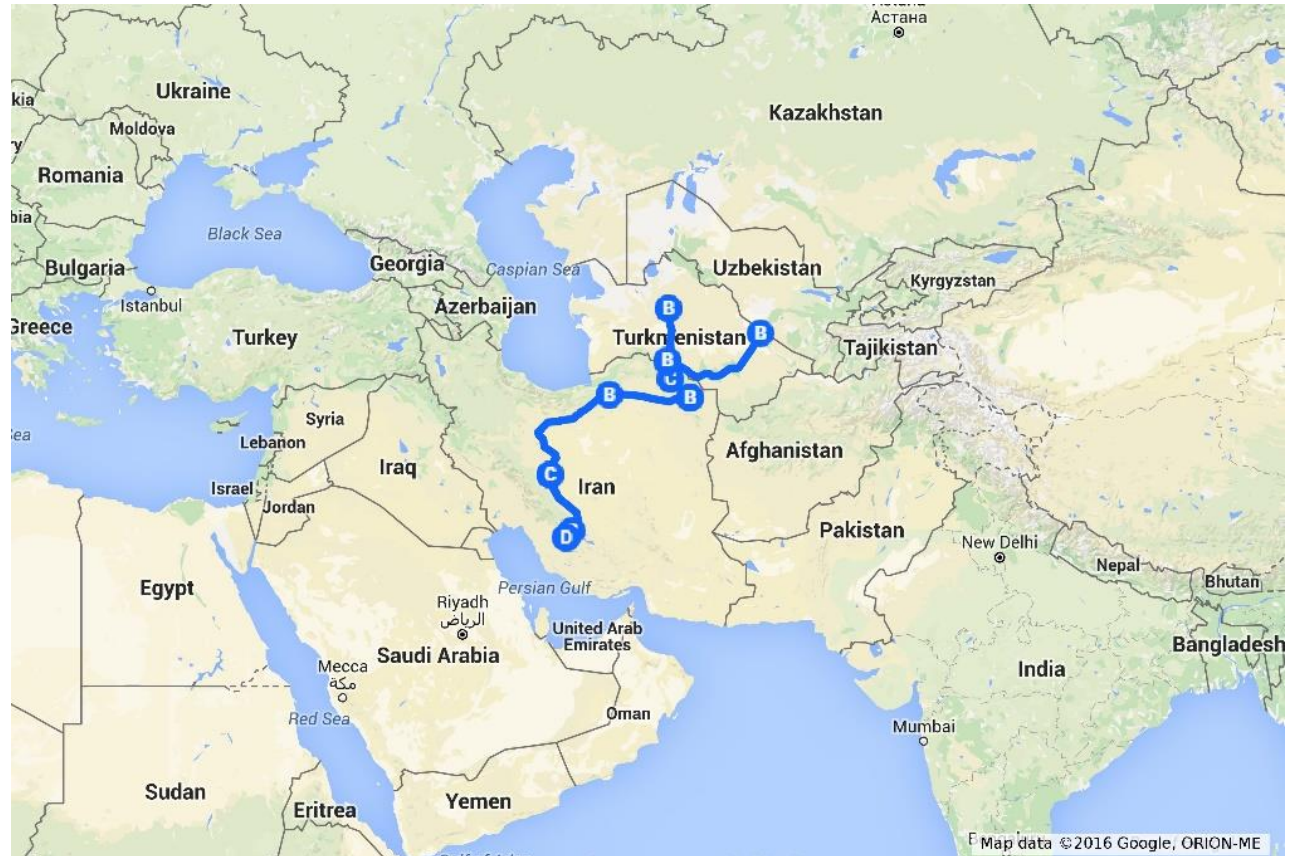 Астана
Ukraine
kia
Kazakhstan
Moldova
ry
Romania
bia
Black Sea
Bulgaria
Georgia
Caspian Sea
Uzbekistan
Kyrgyzstan
Istanbul
Azerbaijan
B
Greece
Turkey
Turkmenistan
B
Tajikistan
B
C
B
B
Syria
Lebanon
Afghanistan
Iraq
C
Iran
Israel
Jordan
Pakistan
D
New Delhi
Nepal
Bhutan
Egypt
Persian Gulf
Riyadh
الرياض
United Arab
Emirates
Bangladesh
Saudi Arabia
Mecca
مكة
India
Red Sea
Oman
Mumbai
Sudan
Eritrea
Yemen
Map data ©2016 Google, ORION-ME